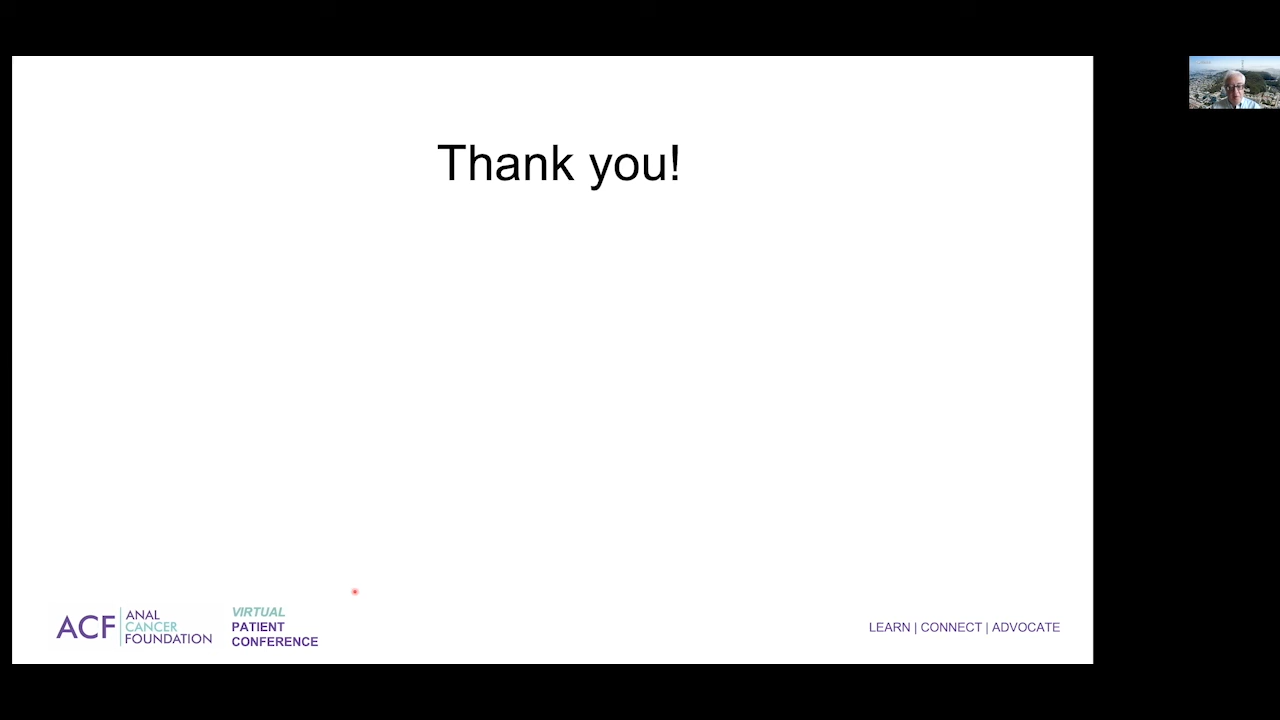 Thank you!
ACF
ANAL
CANCER
FOUNDATION
VIRTUAL
PATIENT
CONFERENCE
LEARN | CONNECT | ADVOCATE